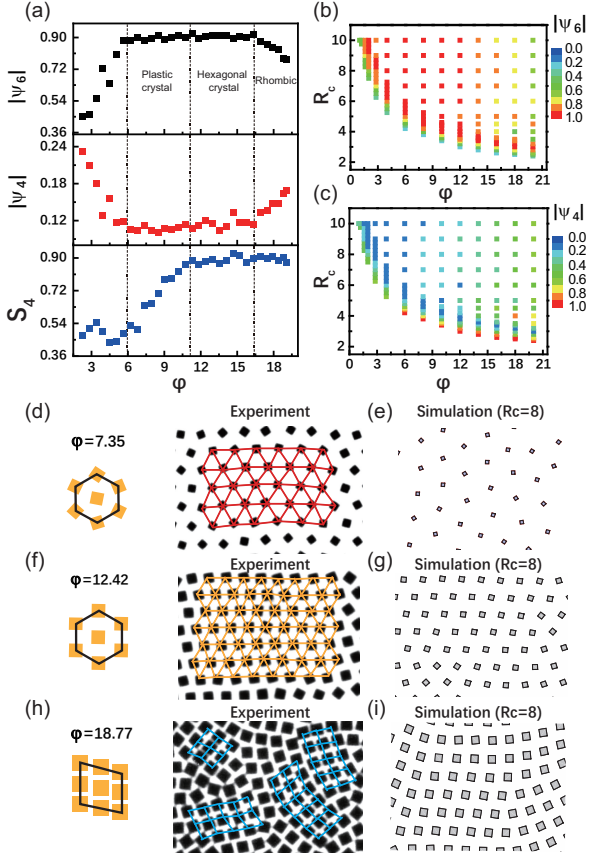 (a)
0.90
0.72
0.54
0.36
|ψ₆|
Plastic crystal
Hexagonal crystal
Rhombic
0.24
0.18
0.12
|ψ₄|
0.90
0.72
0.54
0.36
S₄
3 6 9 12 15 18
φ
(b)
10
8
6
4
2
R_c
0 3 6 9 12 15 18 21
φ
|ψ₆|
0.0
0.2
0.4
0.6
0.8
1.0
(c)
10
8
6
4
2
R_c
0 3 6 9 12 15 18 21
φ
|ψ₄|
0.0
0.2
0.4
0.6
0.8
1.0
(d)
φ=7.35
Experiment
(e)
Simulation (Rc=8)
(f)
φ=12.42
Experiment
(g)
Simulation (Rc=8)
(h)
φ=18.77
Experiment
(i)
Simulation (Rc=8)